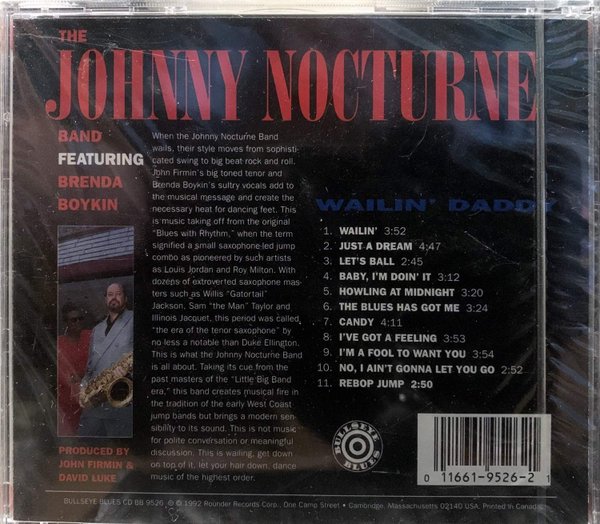 THE
JOHNNY NOCTURNE
BAND
FEATURING
BRENDA
BOYKIN
When the Johnny Nocturne Band
wails, their style moves from sophisti-
cated swing to big beat rock and roll.
John Firmin's big toned tenor and
Brenda Boykin's sultry vocals add to
the musical message and create the
necessary heat for dancing feet. This
is music taking off from the original
"Blues with Rhythm," when the term
signified a small saxophone-led jump
combo as pioneered by such artists
as Louis Jordan and Roy Milton. With
dozens of extroverted saxophone mas-
ters such as Willis "Gatortail"
Jackson, Sam "the Man" Taylor and
Illinois Jacquet, this period was called
"the era of the tenor saxophone" by
no less a notable than Duke Ellington.
This is what the Johnny Nocturne Band
is all about. Taking its cue from the
past masters of the "Little Big Band
era," this band creates musical fire in
the tradition of the early West Coast
jump bands but brings a modern sen-
sibility to its sound. This is not music
for polite conversation or meaningful
discussion. This is wailing, get down
on top of it, let your hair down, dance
music of the highest order.
WAILIN' DADDY
1. WAILIN' 3:52
2. JUST A DREAM 4:47
3. LET'S BALL 2:45
4. BABY, I'M DOIN' IT 3:12
5. HOWLING AT MIDNIGHT 3:20
6. THE BLUES HAS GOT ME 3:24
7. CANDY 4:11
8. I'VE GOT A FEELING 3:53
9. I'M A FOOL TO WANT YOU 3:54
10. NO, I AIN'T GONNA LET YOU GO 2:52
11. REBOP JUMP 2:50
PRODUCED BY
JOHN FIRMIN &
DAVID LUKE
BULLSEYE
BLUES
0 11661-9526-2 1
BULLSEYE BLUES CD BB 9526 ℗ © 1992 Rounder Records Corp., One Camp Street • Cambridge, Massachusetts 02140 USA. Printed in Canada